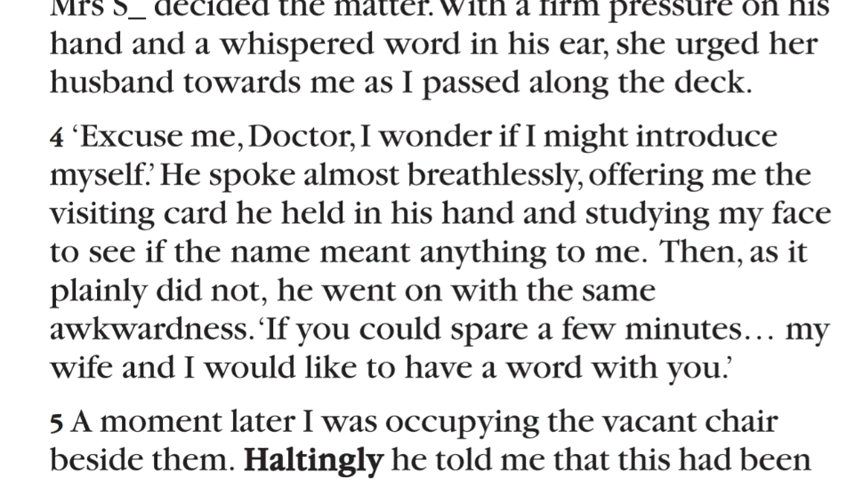 Mrs S_ decided the matter. With a firm pressure on his
hand and a whispered word in his ear, she urged her
husband towards me as I passed along the deck.
4 ‘Excuse me, Doctor, I wonder if I might introduce
myself.’ He spoke almost breathlessly, offering me the
visiting card he held in his hand and studying my face
to see if the name meant anything to me. Then, as it
plainly did not, he went on with the same
awkwardness. ‘If you could spare a few minutes… my
wife and I would like to have a word with you.’
5 A moment later I was occupying the vacant chair
beside them. Haltingly he told me that this had been